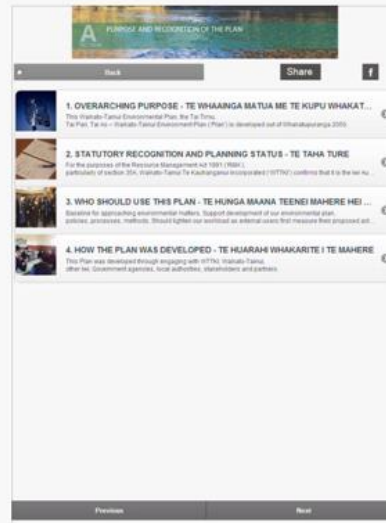 A
PURPOSE AND RECOGNITION OF THE PLAN
Back
Share
f
1. OVERARCHING PURPOSE - TE WHAAINGA MATUA ME TE KUPU WHAKAT...
This Waikato-Tainui Environmental Plan, the Tai Timu,
Tai Pari, Tai Ao – Waikato-Tainui Environment Plan ('Plan') is developed out of Whakatupuranga 2050.
2. STATUTORY RECOGNITION AND PLANNING STATUS - TE TAHA TURE
For the purposes of the Resource Management Act 1991 ('RMA'),
particularly of section 35A, Waikato-Tainui Te Kauhanganui Incorporated ('WTTKI') confirms that it is the iwi Au...
3. WHO SHOULD USE THIS PLAN - TE HUNGA MAANA TEENEI MAHERE HEI ...
Baseline for approaching environmental matters. Support development of our environmental plan,
policies, processes, methods. Should lighten our workload as external users first measure their proposed act...
4. HOW THE PLAN WAS DEVELOPED - TE HUARAHI WHAKARITE I TE MAHERE
This Plan was developed through engaging with WTTKI, Waikato-Tainui,
other iwi, Government agencies, local authorities, stakeholders and partners.
Previous
Next